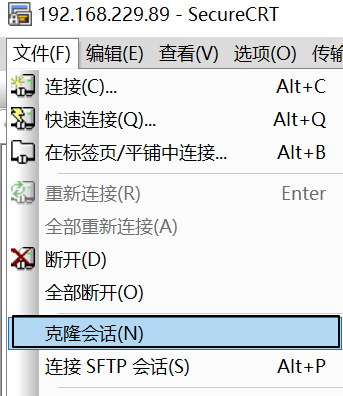 192.168.229.89 - SecureCRT
文件(F) 编辑(E) 查看(V) 选项(O) 传输
连接(C)... Alt+C
快速连接(Q)... Alt+Q
在标签页/平铺中连接... Alt+B
重新连接(R) Enter
全部重新连接(A)
断开(D)
全部断开(O)
克隆会话(N)
连接 SFTP 会话(S) Alt+P